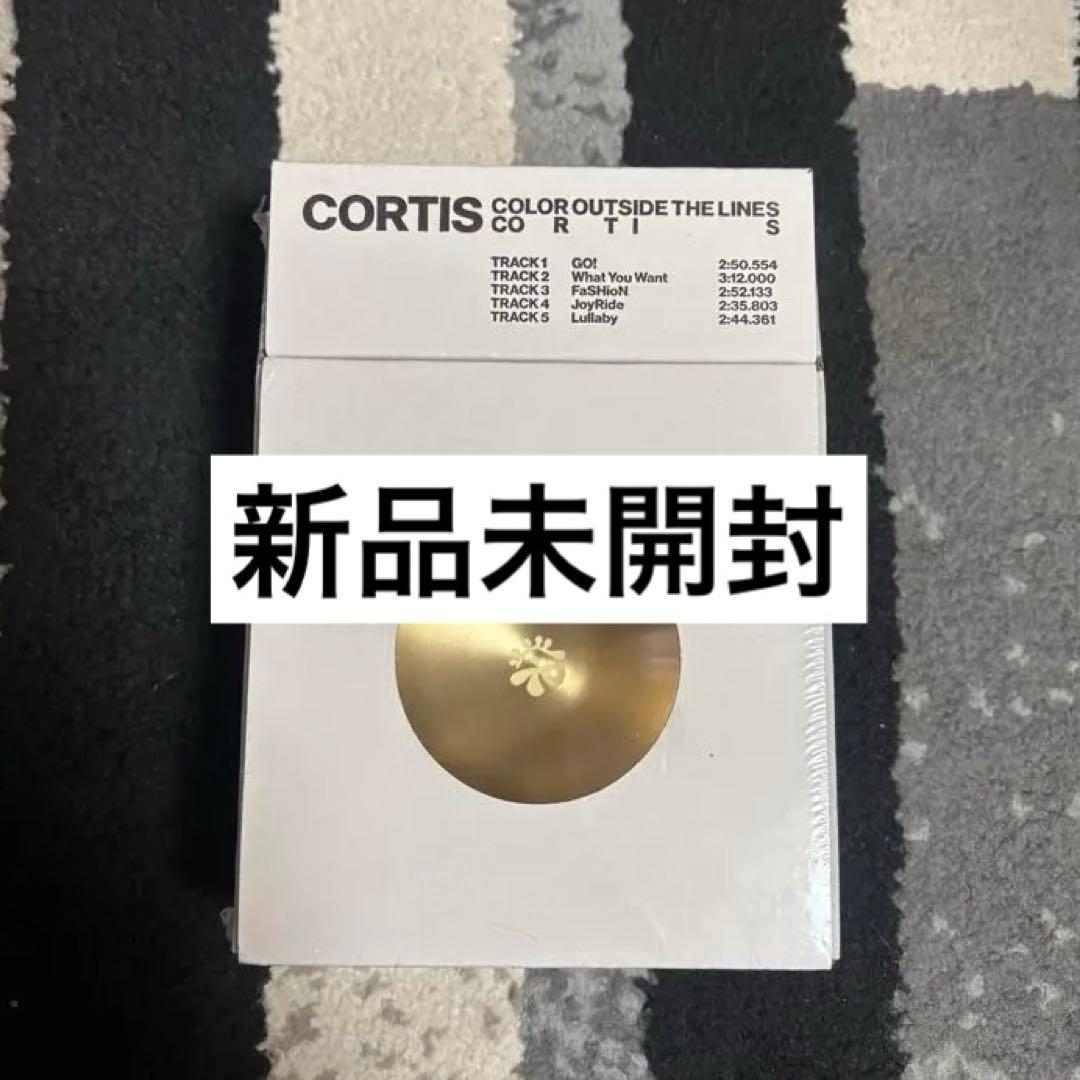 CORTIS COLOR OUTSIDE THE LINES
CO R T I S
TRACK 1 GO! 2:50.554
TRACK 2 What You Want 3:12.000
TRACK 3 FaSHioN 2:52.133
TRACK 4 JoyRide 2:35.803
TRACK 5 Lullaby 2:44.361
新品未開封